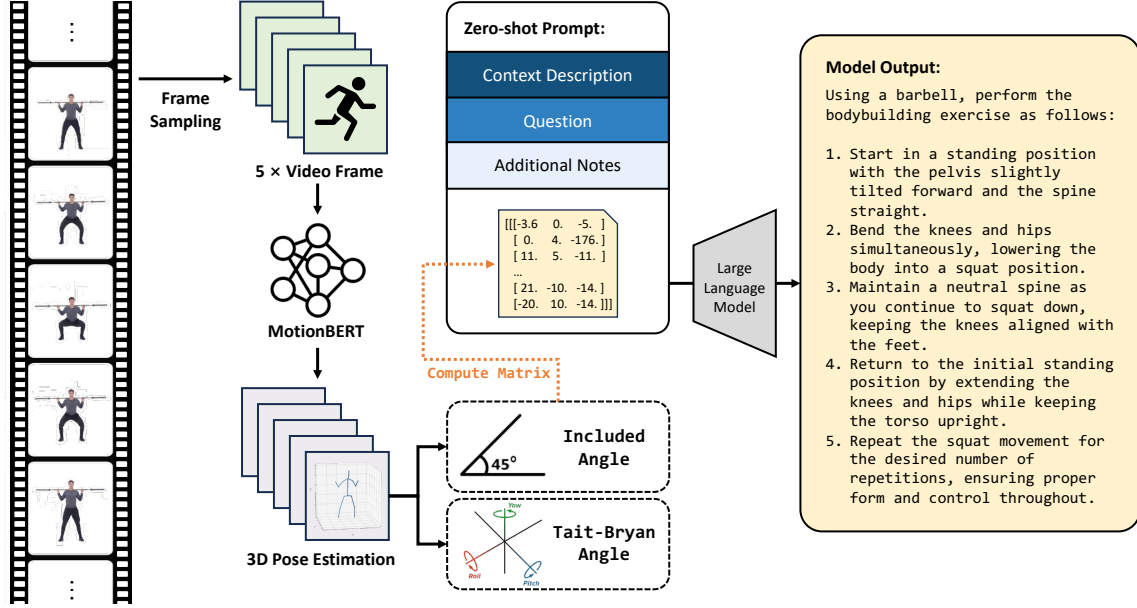 ⋮
Frame
Sampling
5 × Video Frame
MotionBERT
3D Pose Estimation
Zero-shot Prompt:
Context Description
Question
Additional Notes
[[[-3.6 0. -5. ]
[ 0. 4. -176. ]
[ 11. 5. -11. ]
…
[ 21. -10. -14. ]
[-20. 10. -14. ]]]
Compute Matrix
45°
Included
Angle
Yaw
Roll
Pitch
Tait-Bryan
Angle
Large
Language
Model
Model Output:
Using a barbell, perform the
bodybuilding exercise as follows:
1. Start in a standing position
with the pelvis slightly
tilted forward and the spine
straight.
2. Bend the knees and hips
simultaneously, lowering the
body into a squat position.
3. Maintain a neutral spine as
you continue to squat down,
keeping the knees aligned with
the feet.
4. Return to the initial standing
position by extending the
knees and hips while keeping
the torso upright.
5. Repeat the squat movement for
the desired number of
repetitions, ensuring proper
form and control throughout.
⋮